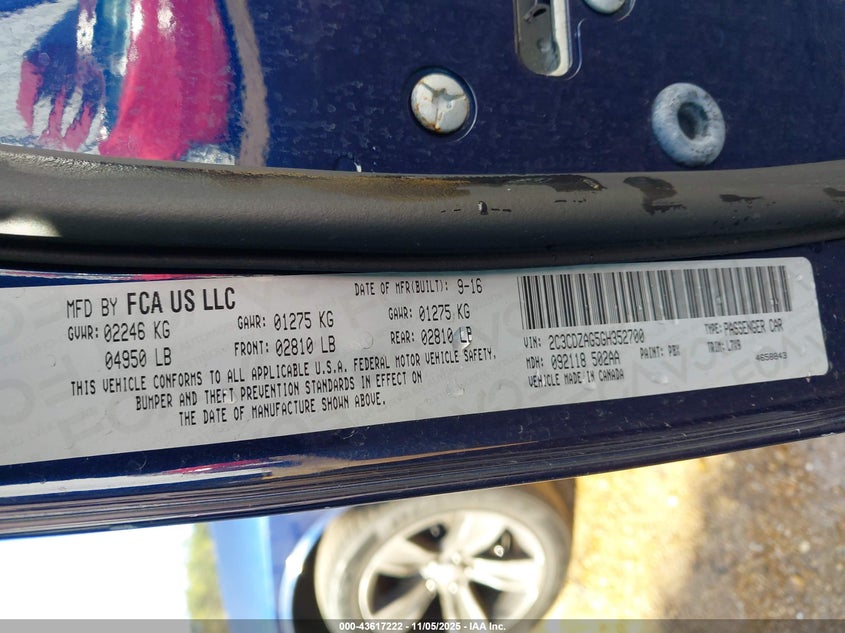 MFD BY FCA US LLC
DATE OF MFR(BUILT): 9-16
GVWR: 02246 KG
04950 LB
GAWR: 01275 KG
FRONT: 02810 LB
GAWR: 01275 KG
REAR: 02810 LB
THIS VEHICLE CONFORMS TO ALL APPLICABLE U.S.A. FEDERAL MOTOR VEHICLE SAFETY,
BUMPER AND THEFT PREVENTION STANDARDS IN EFFECT ON
THE DATE OF MANUFACTURE SHOWN ABOVE.
VIN: 2C3CDZAG5GH352700
TYPE: PASSENGER CAR
MDH: 092118 502AA
PAINT: PBX
TRIM: L7X9
VEHICLE MADE IN CANADA
4658843
000-43617222 - 11/05/2025 - IAA Inc.